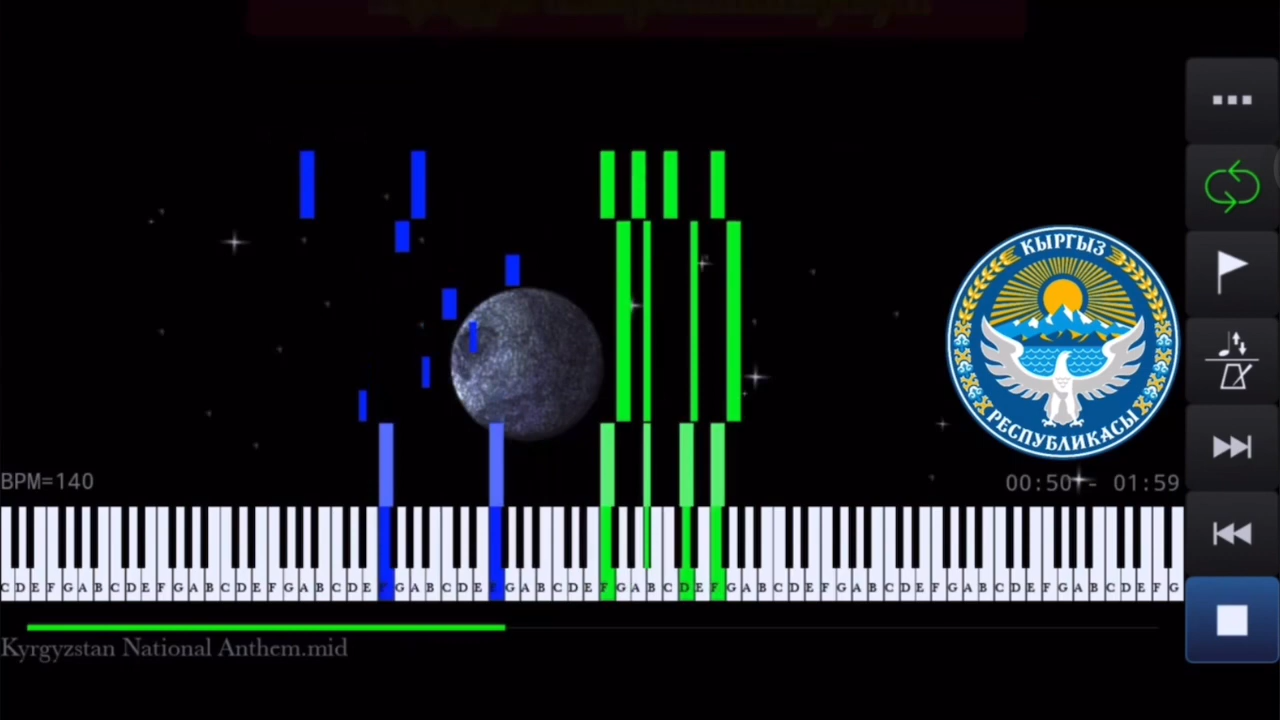 КЫРГЫЗ
РЕСПУБЛИКАСЫ
BPM=140
00:50 - 01:59
C D E F G A B C D E F G A B C D E F G A B C D E F G A B C D E F G A B C D E F G A B C D E F G A B C D E F G A B C D E F G A B C D E F G A B C D E F G
Kyrgyzstan National Anthem.mid